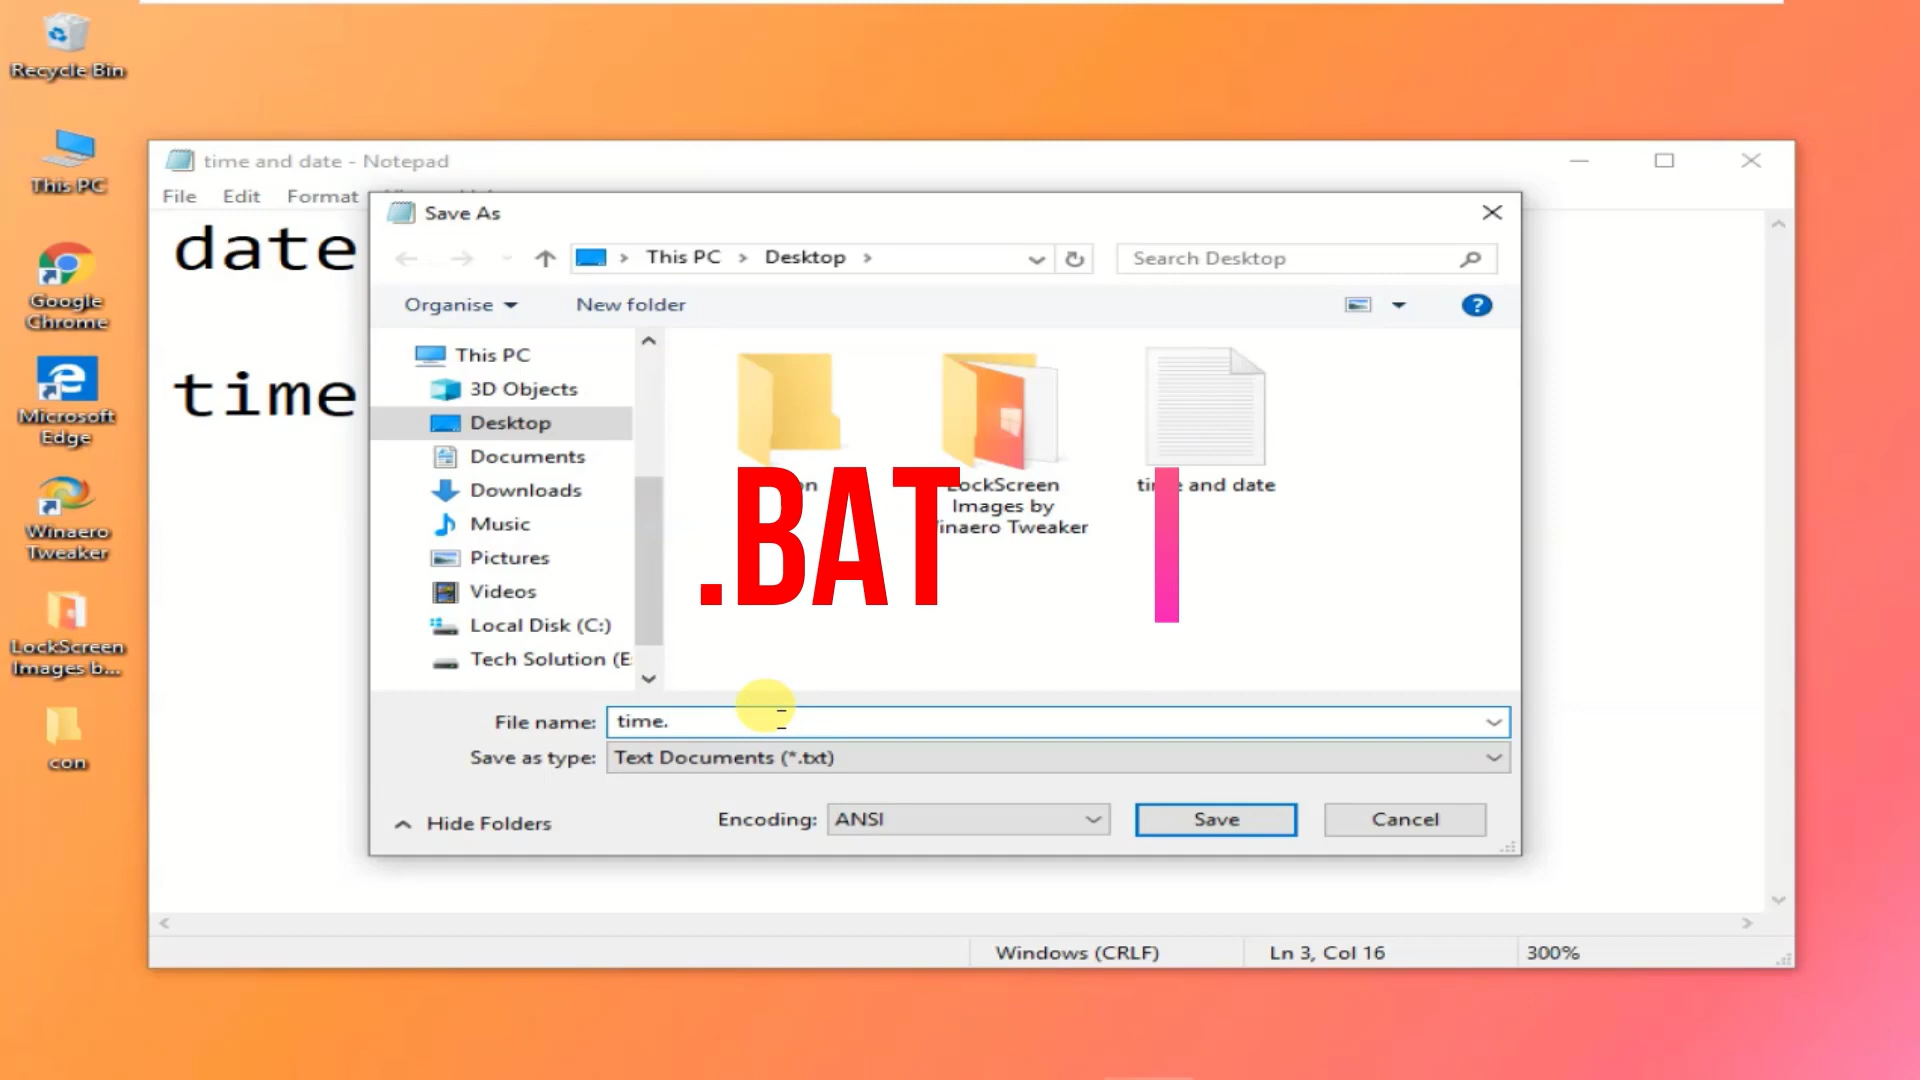 Recycle Bin
This PC
Google
Chrome
Microsoft
Edge
Winaero
Tweaker
LockScreen
Images b...
con
time and date - Notepad
File Edit Format
date
time
Save As
This PC > Desktop >
Search Desktop
Organise
New folder
This PC
3D Objects
Desktop
Documents
Downloads
Music
Pictures
Videos
Local Disk (C:)
Tech Solution (E:
LockScreen
Images by
Winaero Tweaker
time and date
.BAT
File name: time.
Save as type: Text Documents (*.txt)
Hide Folders
Encoding: ANSI
Save
Cancel
Windows (CRLF)
Ln 3, Col 16
300%